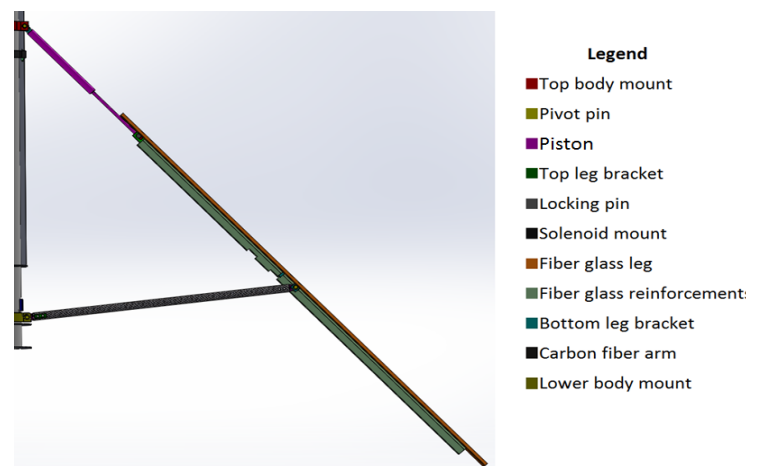 Legend
Top body mount
Pivot pin
Piston
Top leg bracket
Locking pin
Solenoid mount
Fiber glass leg
Fiber glass reinforcements
Bottom leg bracket
Carbon fiber arm
Lower body mount